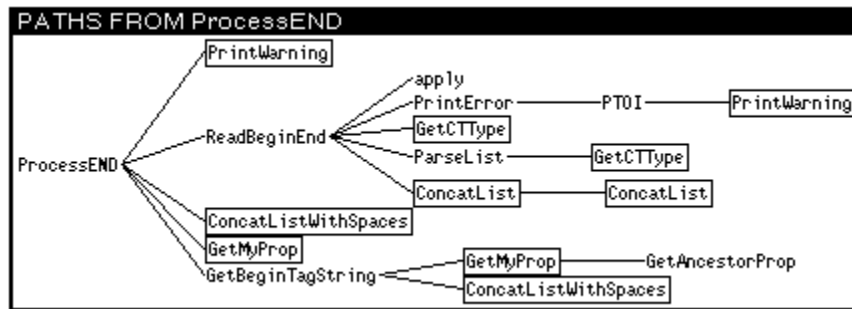 PATHS FROM ProcessEND
PrintWarning
apply
PrintError PTOI PrintWarning
ReadBeginEnd GetCTType
ParseList GetCTType
ProcessEND
ConcatList ConcatList
ConcatListWithSpaces
GetMyProp
GetMyProp GetAncestorProp
GetBeginTagString
ConcatListWithSpaces